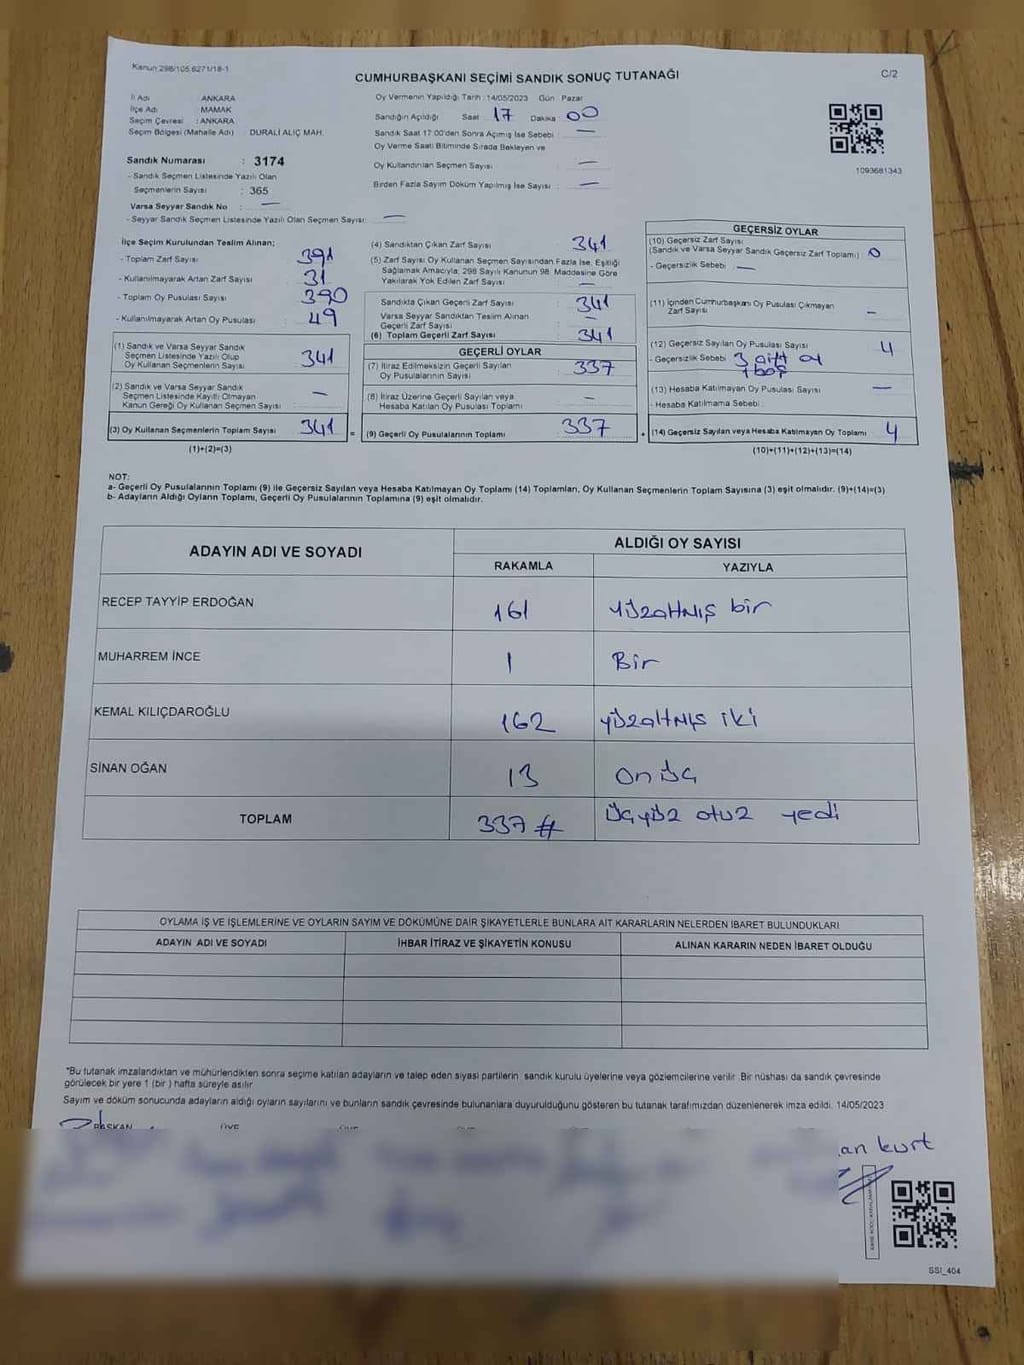 Kanun 298/105,6271/18-1
CUMHURBAŞKANI SEÇİMİ SANDIK SONUÇ TUTANAĞI
C/2
İl Adı ANKARA
İlçe Adı MAMAK
Seçim Çevresi : ANKARA
Seçim Bölgesi (Mahalle Adı) : DURALİ ALIÇ MAH.
Oy Vermenin Yapıldığı Tarih : 14/05/2023 Gün : Pazar
Sandığın Açıldığı Saat : 17 Dakika : 00
Sandık Saat 17.00'den Sonra Açımış İse Sebebi : —
Oy Verme Saati Bitiminde Sırada Bekleyen ve
Oy Kullandırılan Seçmen Sayısı : —
Birden Fazla Sayım Döküm Yapılmış İse Sayısı : —
1093681343
Sandık Numarası : 3174
- Sandık Seçmen Listesinde Yazılı Olan
Seçmenlerin Sayısı : 365
Varsa Seyyar Sandık No : —
- Seyyar Sandık Seçmen Listesinde Yazılı Olan Seçmen Sayısı: —
İlçe Seçim Kurulundan Teslim Alınan;
- Toplam Zarf Sayısı : 391
- Kullanılmayarak Artan Zarf Sayısı : 31
- Toplam Oy Pusulası Sayısı : 390
- Kullanılmayarak Artan Oy Pusulası : 49
(1) Sandık ve Varsa Seyyar Sandık
Seçmen Listesinde Yazılı Olup
Oy Kullanan Seçmenlerin Sayısı : 341
(2) Sandık ve Varsa Seyyar Sandık
Seçmen Listesinde Kayıtlı Olmayan
Kanun Gereği Oy Kullanan Seçmen Sayısı : —
(3) Oy Kullanan Seçmenlerin Toplam Sayısı : 341
(1)+(2)=(3)
(4) Sandıktan Çıkan Zarf Sayısı : 341
(5) Zarf Sayısı Oy Kullanan Seçmen Sayısından Fazla İse, Eşitliği
Sağlamak Amacıyla, 298 Sayılı Kanunun 98. Maddesine Göre
Yakılarak Yok Edilen Zarf Sayısı : —
Sandıkta Çıkan Geçerli Zarf Sayısı : 341
Varsa Seyyar Sandıktan Teslim Alınan
Geçerli Zarf Sayısı : —
(6) Toplam Geçerli Zarf Sayısı : 341
GEÇERLİ OYLAR
(7) İtiraz Edilmeksizin Geçerli Sayılan
Oy Pusulalarının Sayısı : 337
(8) İtiraz Üzerine Geçerli Sayılan veya
Hesaba Katılan Oy Pusulası Toplamı : —
= (9) Geçerli Oy Pusulalarının Toplamı : 337
GEÇERSİZ OYLAR
(10) Geçersiz Zarf Sayısı
(Sandık ve Varsa Seyyar Sandık Geçersiz Zarf Toplamı) : 0
- Geçersizlik Sebebi : —
(11) İçinden Cumhurbaşkanı Oy Pusulası Çıkmayan
Zarf Sayısı : —
(12) Geçersiz Sayılan Oy Pusulası Sayısı : 4
- Geçersizlik Sebebi : 3 çift oy
1 boş
(13) Hesaba Katılmayan Oy Pusulası Sayısı : —
- Hesaba Katılmama Sebebi :
+ (14) Geçersiz Sayılan veya Hesaba Katılmayan Oy Toplamı : 4
(10)+(11)+(12)+(13)=(14)
NOT:
a- Geçerli Oy Pusulalarının Toplamı (9) ile Geçersiz Sayılan veya Hesaba Katılmayan Oy Toplamı (14) Toplamları, Oy Kullanan Seçmenlerin Toplam Sayısına (3) eşit olmalıdır. (9)+(14)=(3)
b- Adayların Aldığı Oyların Toplamı, Geçerli Oy Pusulalarının Toplamına (9) eşit olmalıdır.
ADAYIN ADI VE SOYADI
ALDIĞI OY SAYISI
RAKAMLA YAZIYLA
RECEP TAYYİP ERDOĞAN 161 yüzaltmış bir
MUHARREM İNCE 1 Bir
KEMAL KILIÇDAROĞLU 162 yüzaltmış iki
SİNAN OĞAN 13 on üç
TOPLAM 337 # üçyüz otuz yedi
OYLAMA İŞ VE İŞLEMLERİNE VE OYLARIN SAYIM VE DÖKÜMÜNE DAİR ŞİKAYETLERLE BUNLARA AİT KARARLARIN NELERDEN İBARET BULUNDUKLARI
ADAYIN ADI VE SOYADI İHBAR İTİRAZ VE ŞİKAYETİN KONUSU ALINAN KARARIN NEDEN İBARET OLDUĞU
*Bu tutanak imzalandıktan ve mühürlendikten sonra seçime katılan adayların ve talep eden siyasi partilerin sandık kurulu üyelerine veya gözlemcilerine verilir. Bir nüshası da sandık çevresinde
görülecek bir yere 1 (bir ) hafta süreyle asılır
Sayım ve döküm sonucunda adayların aldığı oyların sayılarını ve bunların sandık çevresinde bulunanlara duyurulduğunu gösteren bu tutanak tarafımızdan düzenlenerek imza edildi. 14/05/2023
BAŞKAN ÜYE ÜYE
kurt
SSI_404